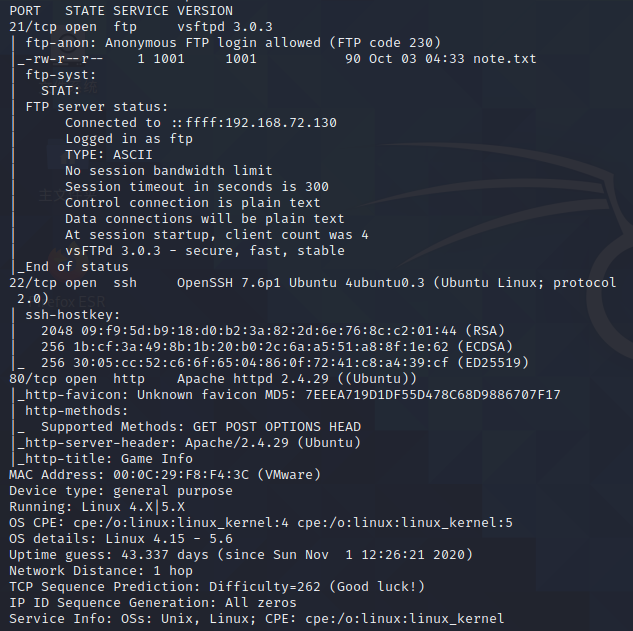 PORT   STATE SERVICE VERSION
21/tcp open  ftp     vsftpd 3.0.3
| ftp-anon: Anonymous FTP login allowed (FTP code 230)
|_-rw-r--r--    1 1001     1001           90 Oct 03 04:33 note.txt
| ftp-syst:
|   STAT:
| FTP server status:
|      Connected to ::ffff:192.168.72.130
|      Logged in as ftp
|      TYPE: ASCII
|      No session bandwidth limit
|      Session timeout in seconds is 300
|      Control connection is plain text
|      Data connections will be plain text
|      At session startup, client count was 4
|      vsFTPd 3.0.3 - secure, fast, stable
|_End of status
22/tcp open  ssh     OpenSSH 7.6p1 Ubuntu 4ubuntu0.3 (Ubuntu Linux; protocol
 2.0)
| ssh-hostkey:
|   2048 09:f9:5d:b9:18:d0:b2:3a:82:2d:6e:76:8c:c2:01:44 (RSA)
|   256 1b:cf:3a:49:8b:1b:20:b0:2c:6a:a5:51:a8:8f:1e:62 (ECDSA)
|_  256 30:05:cc:52:c6:6f:65:04:86:0f:72:41:c8:a4:39:cf (ED25519)
80/tcp open  http    Apache httpd 2.4.29 ((Ubuntu))
|_http-favicon: Unknown favicon MD5: 7EEEA719D1DF55D478C68D9886707F17
| http-methods:
|_  Supported Methods: GET POST OPTIONS HEAD
|_http-server-header: Apache/2.4.29 (Ubuntu)
|_http-title: Game Info
MAC Address: 00:0C:29:F8:F4:3C (VMware)
Device type: general purpose
Running: Linux 4.X|5.X
OS CPE: cpe:/o:linux:linux_kernel:4 cpe:/o:linux:linux_kernel:5
OS details: Linux 4.15 - 5.6
Uptime guess: 43.337 days (since Sun Nov  1 12:26:21 2020)
Network Distance: 1 hop
TCP Sequence Prediction: Difficulty=262 (Good luck!)
IP ID Sequence Generation: All zeros
Service Info: OSs: Unix, Linux; CPE: cpe:/o:linux:linux_kernel